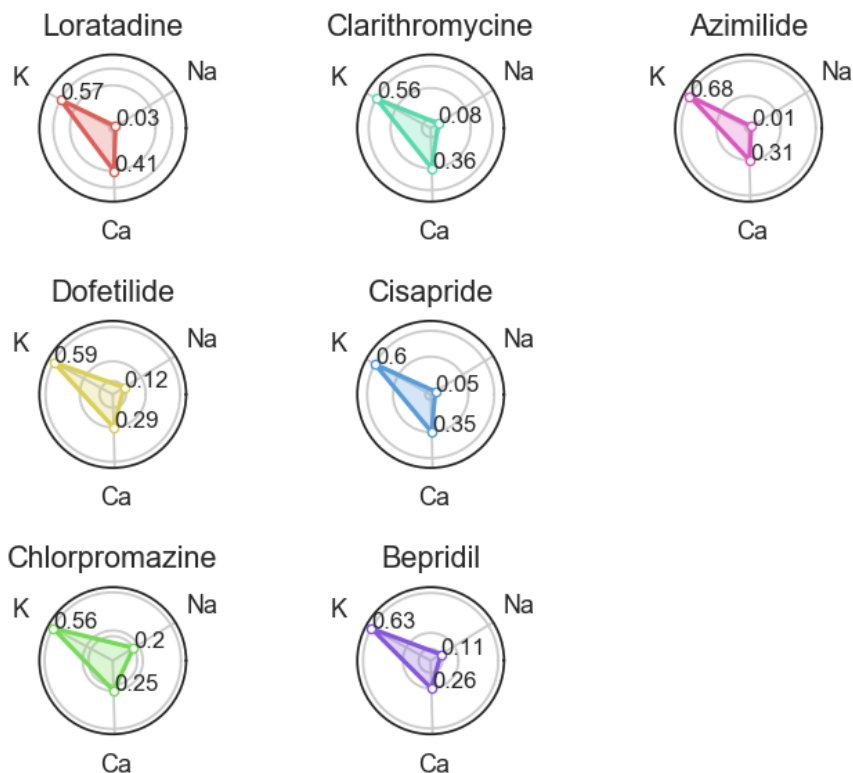 Loratadine
K
Na
0.57
0.03
0.41
Ca
Clarithromycine
K
Na
0.56
0.08
0.36
Ca
Azimilide
K
Na
0.68
0.01
0.31
Ca
Dofetilide
K
Na
0.59
0.12
0.29
Ca
Cisapride
K
Na
0.6
0.05
0.35
Ca
Chlorpromazine
K
Na
0.56
0.2
0.25
Ca
Bepridil
K
Na
0.63
0.11
0.26
Ca